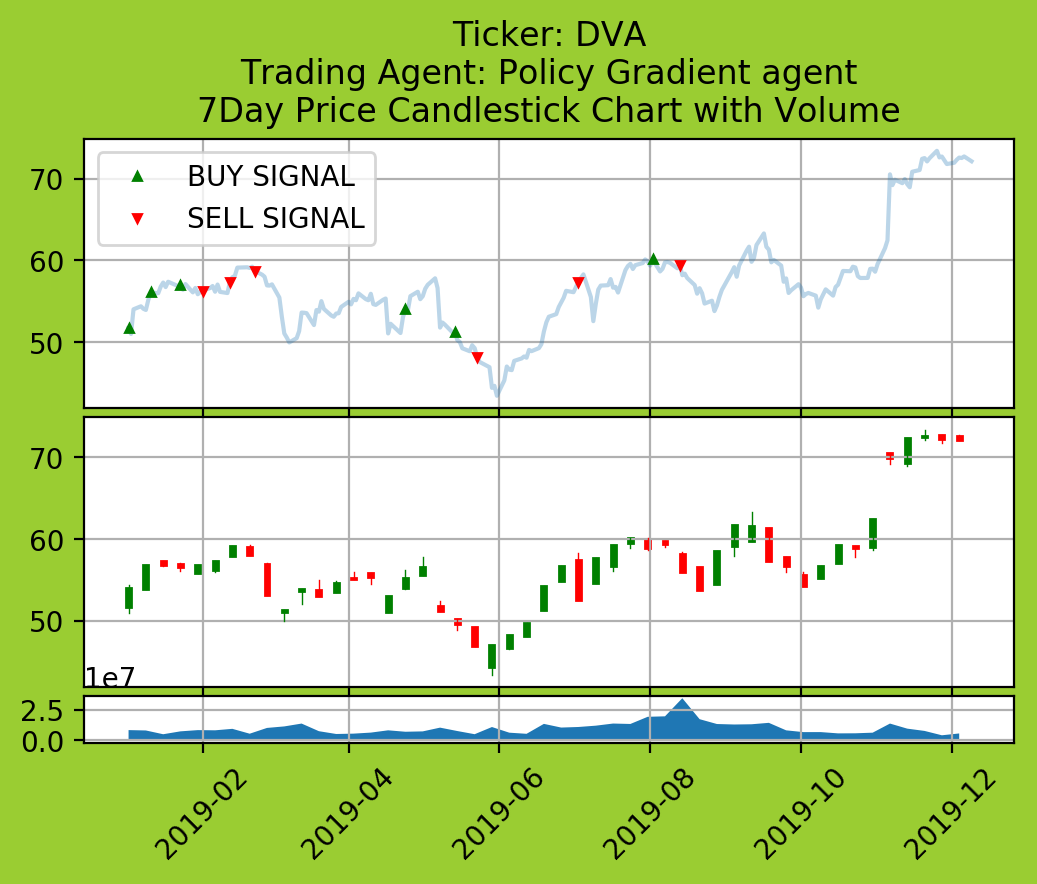 Ticker: DVA
Trading Agent: Policy Gradient agent
7Day Price Candlestick Chart with Volume
BUY SIGNAL
SELL SIGNAL
70
60
50
70
60
50
1e7
2.5
0.0
2019-02
2019-04
2019-06
2019-08
2019-10
2019-12